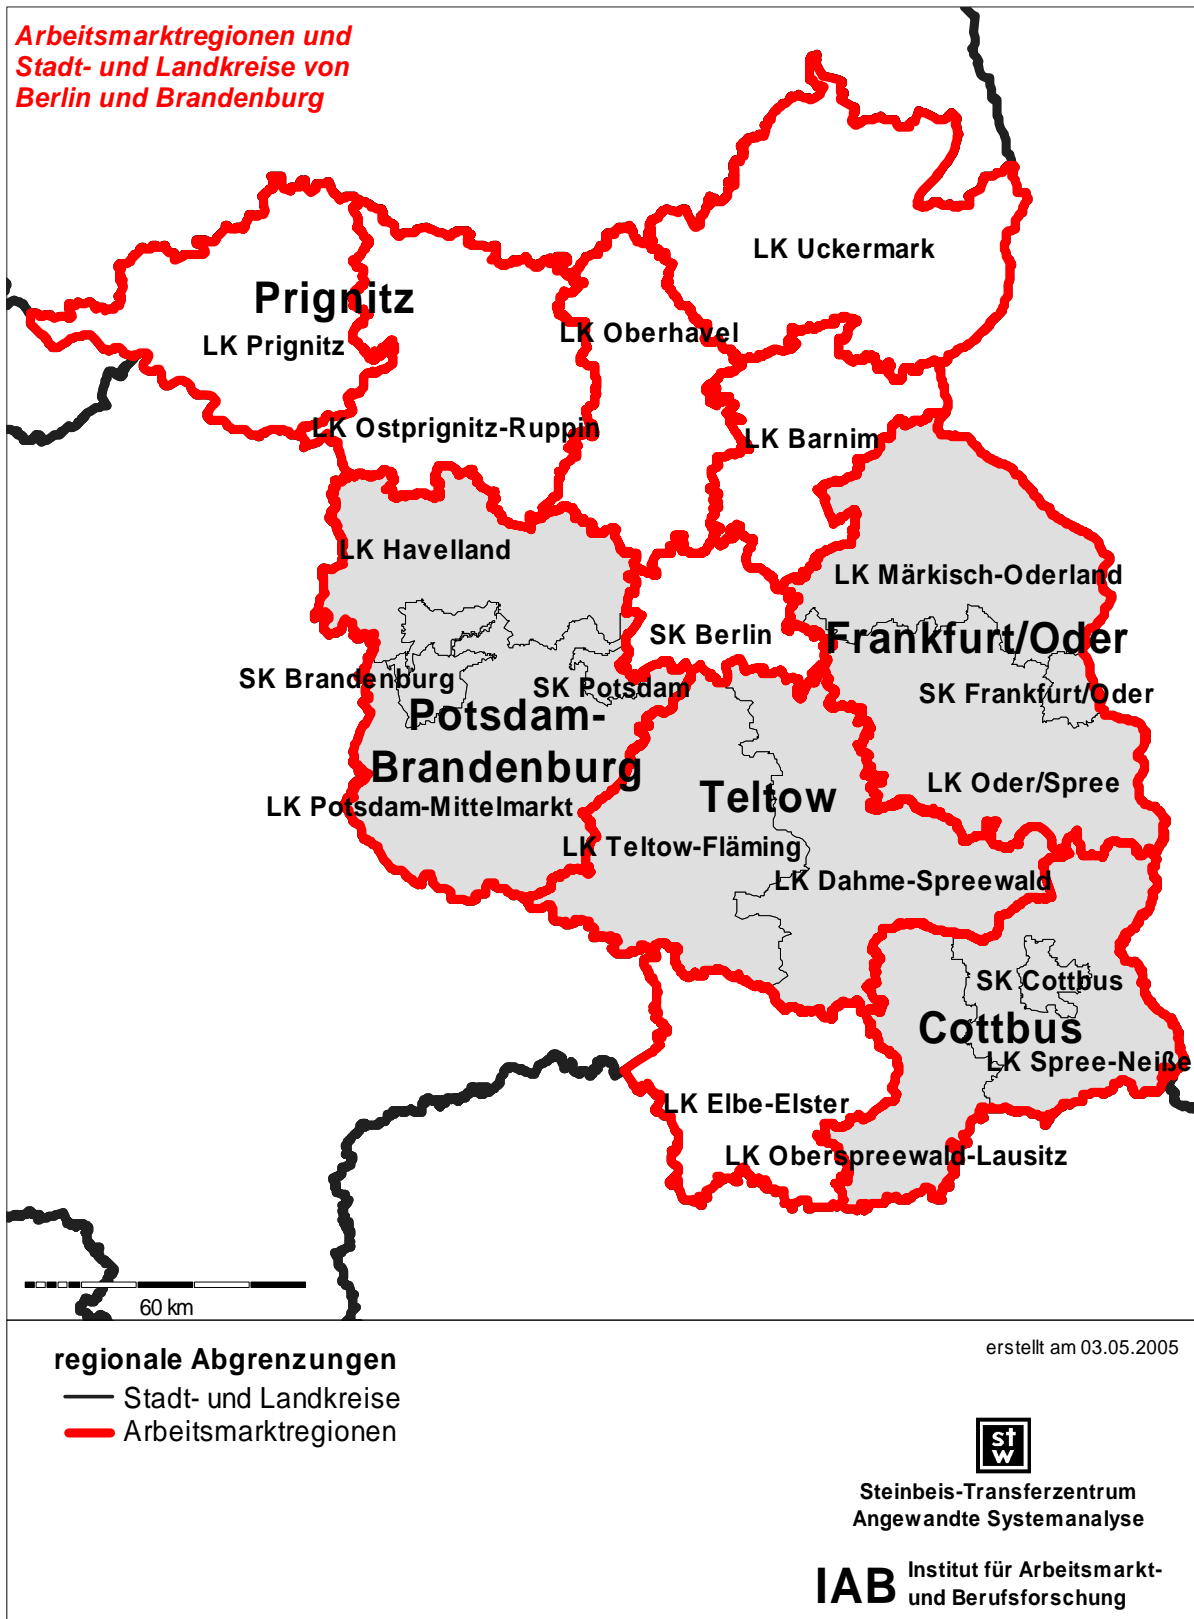 Arbeitsmarktregionen und
Stadt- und Landkreise von
Berlin und Brandenburg
LK Uckermark
Prignitz
LK Oberhavel
LK Prignitz
LK Ostprignitz-Ruppin
LK Barnim
LK Havelland
LK Märkisch-Oderland
SK Berlin
Frankfurt/Oder
SK Brandenburg
SK Potsdam
SK Frankfurt/Oder
Potsdam-
Brandenburg
LK Oder/Spree
Teltow
LK Potsdam-Mittelmarkt
LK Teltow-Fläming
LK Dahme-Spreewald
SK Cottbus
Cottbus
LK Spree-Neiße
LK Elbe-Elster
LK Oberspreewald-Lausitz
60 km
regionale Abgrenzungen
Stadt- und Landkreise
Arbeitsmarktregionen
erstellt am 03.05.2005
st
w
Steinbeis-Transferzentrum
Angewandte Systemanalyse
IAB Institut für Arbeitsmarkt-
und Berufsforschung